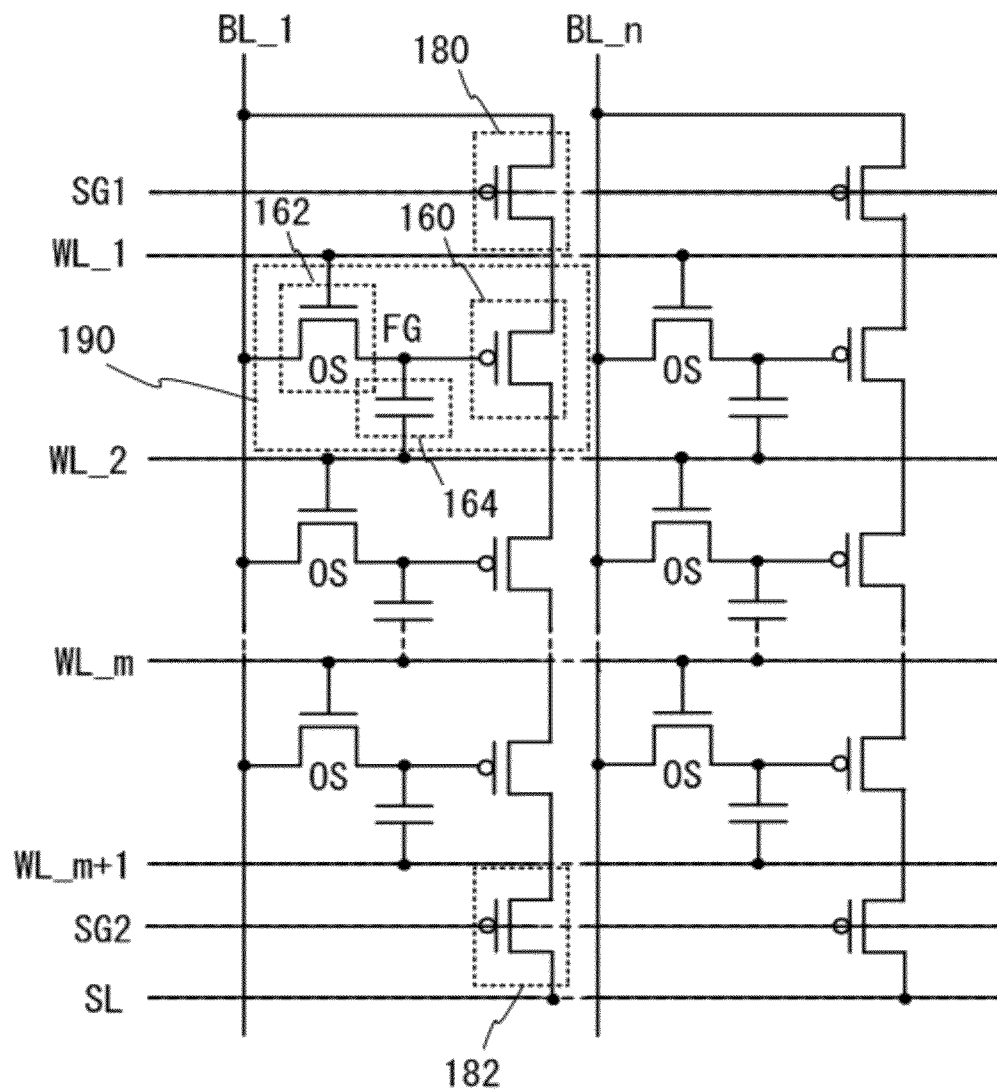 BL_1
BL_n
180
SG1
162
160
WL_1
FG
190
OS
OS
WL_2
164
OS
OS
WL_m
OS
OS
WL_m+1
SG2
SL
182